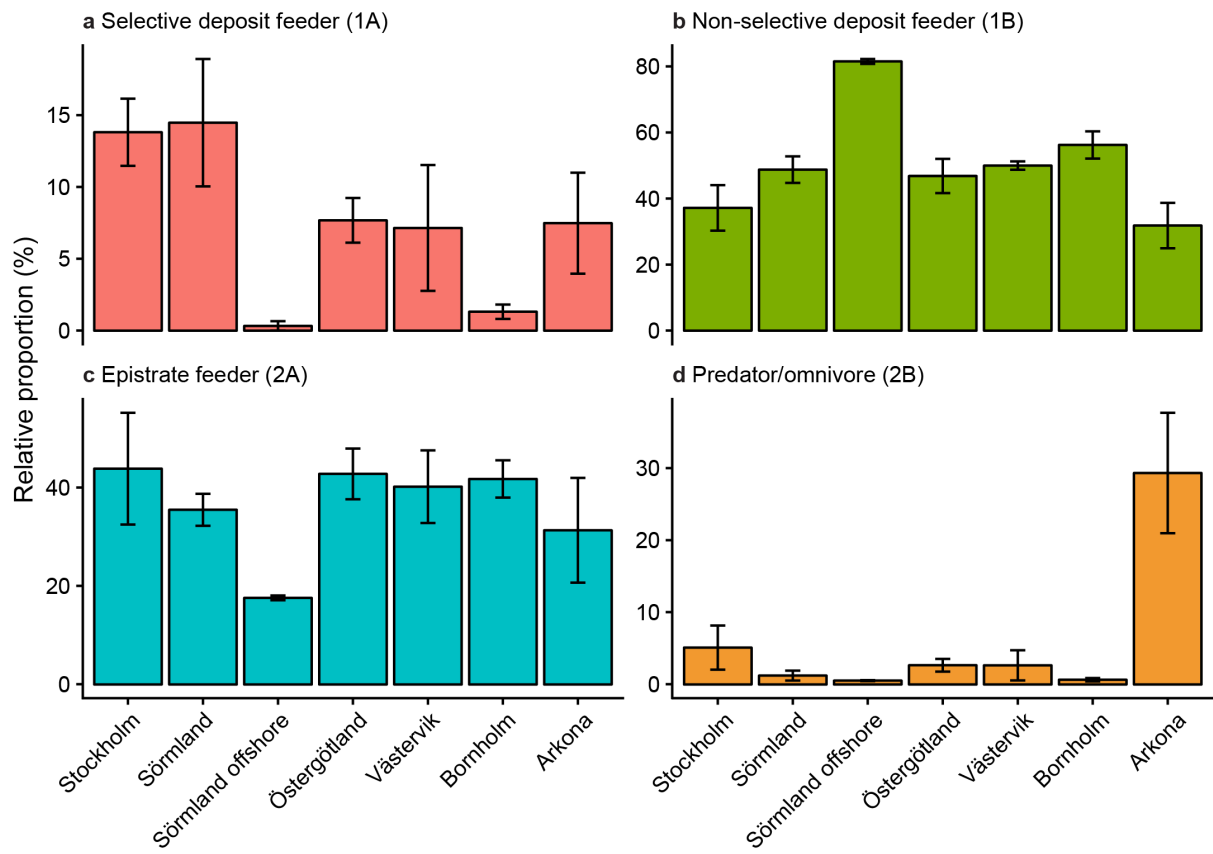 a Selective deposit feeder (1A)
b Non-selective deposit feeder (1B)
Relative proportion (%)
15
10
5
0
80
60
40
20
0
c Epistrate feeder (2A)
d Predator/omnivore (2B)
40
20
0
30
20
10
0
Stockholm
Sörmland
Sörmland offshore
Östergötland
Västervik
Bornholm
Arkona
Stockholm
Sörmland
Sörmland offshore
Östergötland
Västervik
Bornholm
Arkona